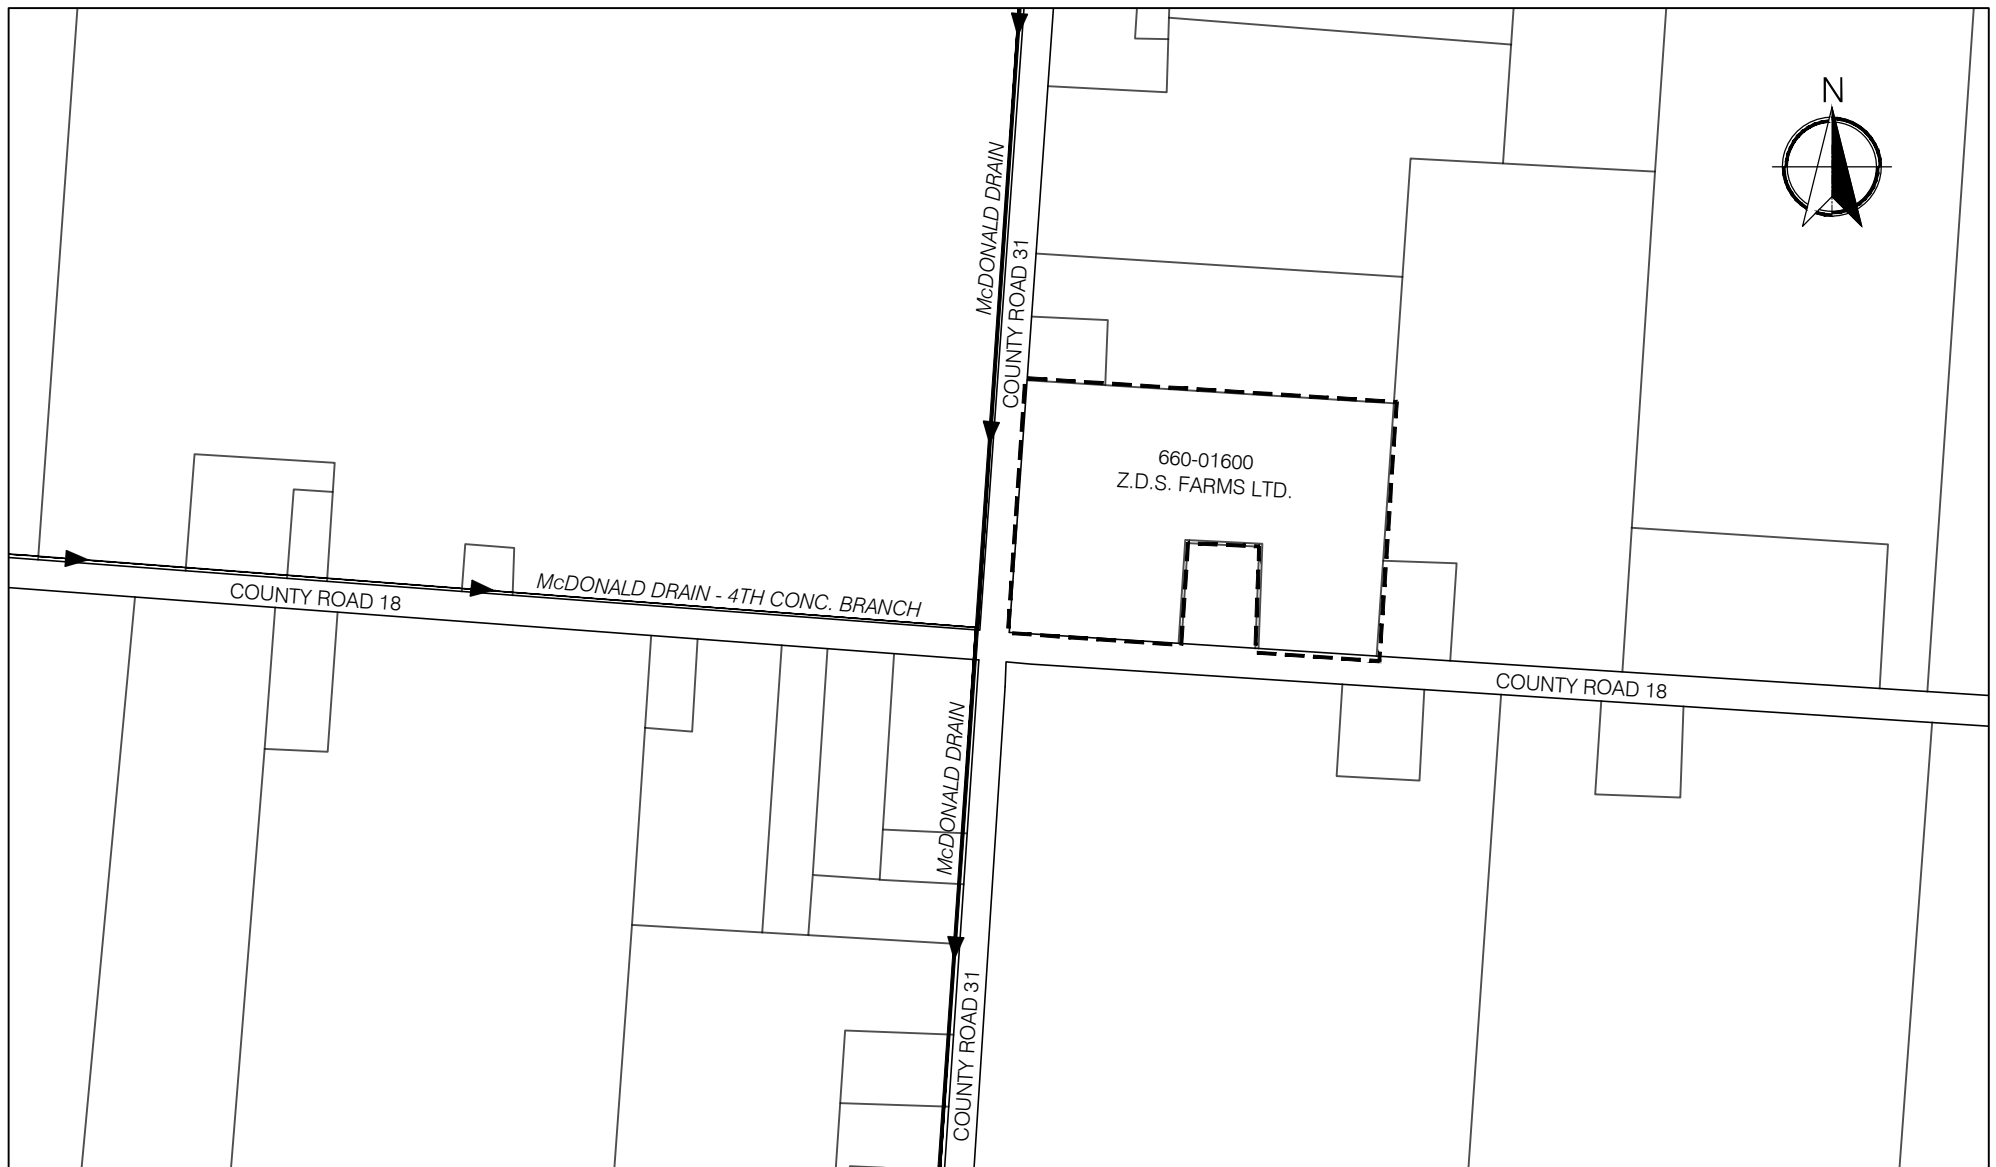 N
McDONALD DRAIN
COUNTY ROAD 31
660-01600
Z.D.S. FARMS LTD.
McDONALD DRAIN - 4TH CONC. BRANCH
COUNTY ROAD 18
COUNTY ROAD 18
McDONALD DRAIN
COUNTY ROAD 31